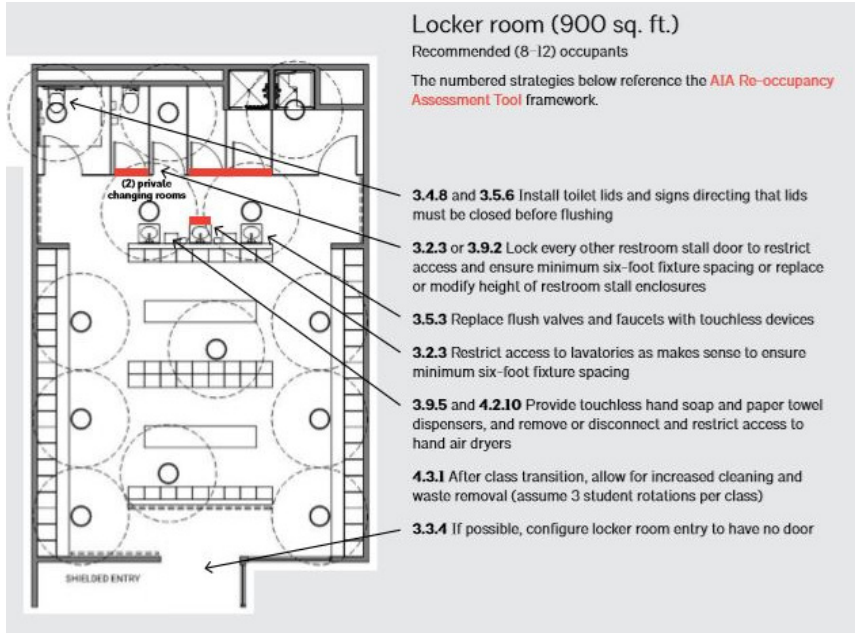 Locker room (900 sq. ft.)
Recommended (8-12) occupants
The numbered strategies below reference the AIA Re-occupancy
Assessment Tool framework.
(2) private
changing rooms
3.4.8 and 3.5.6 Install toilet lids and signs directing that lids
must be closed before flushing
3.2.3 or 3.9.2 Lock every other restroom stall door to restrict
access and ensure minimum six-foot fixture spacing or replace
or modify height of restroom stall enclosures
3.5.3 Replace flush valves and faucets with touchless devices
3.2.3 Restrict access to lavatories as makes sense to ensure
minimum six-foot fixture spacing
3.9.5 and 4.2.10 Provide touchless hand soap and paper towel
dispensers, and remove or disconnect and restrict access to
hand air dryers
4.3.1 After class transition, allow for increased cleaning and
waste removal (assume 3 student rotations per class)
3.3.4 If possible, configure locker room entry to have no door
SHIELDED ENTRY